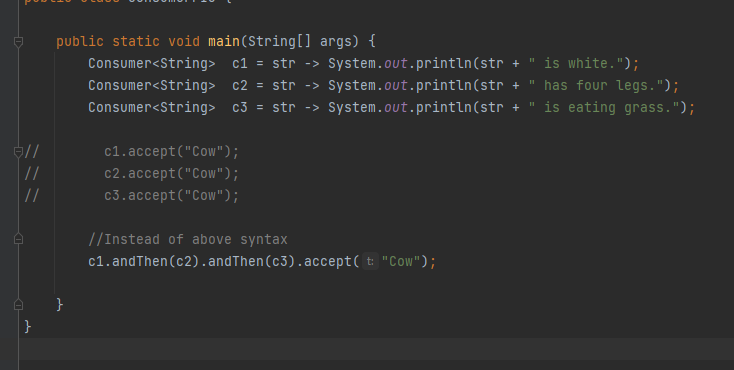 public static void main(String[] args) {
Consumer<String>  c1 = str -> System.out.println(str + " is white.");
Consumer<String>  c2 = str -> System.out.println(str + " has four legs.");
Consumer<String>  c3 = str -> System.out.println(str + " is eating grass.");
//        c1.accept("Cow");
//        c2.accept("Cow");
//        c3.accept("Cow");
//Instead of above syntax
c1.andThen(c2).andThen(c3).accept( t: "Cow");
}
}